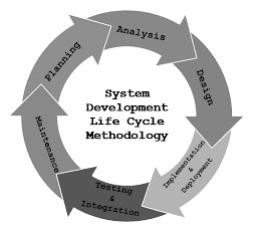 System
Development
Life Cycle
Methodology
Planning
Analysis
Design
Implementation
&
Deployment
Testing
&
Integration
Maintenance